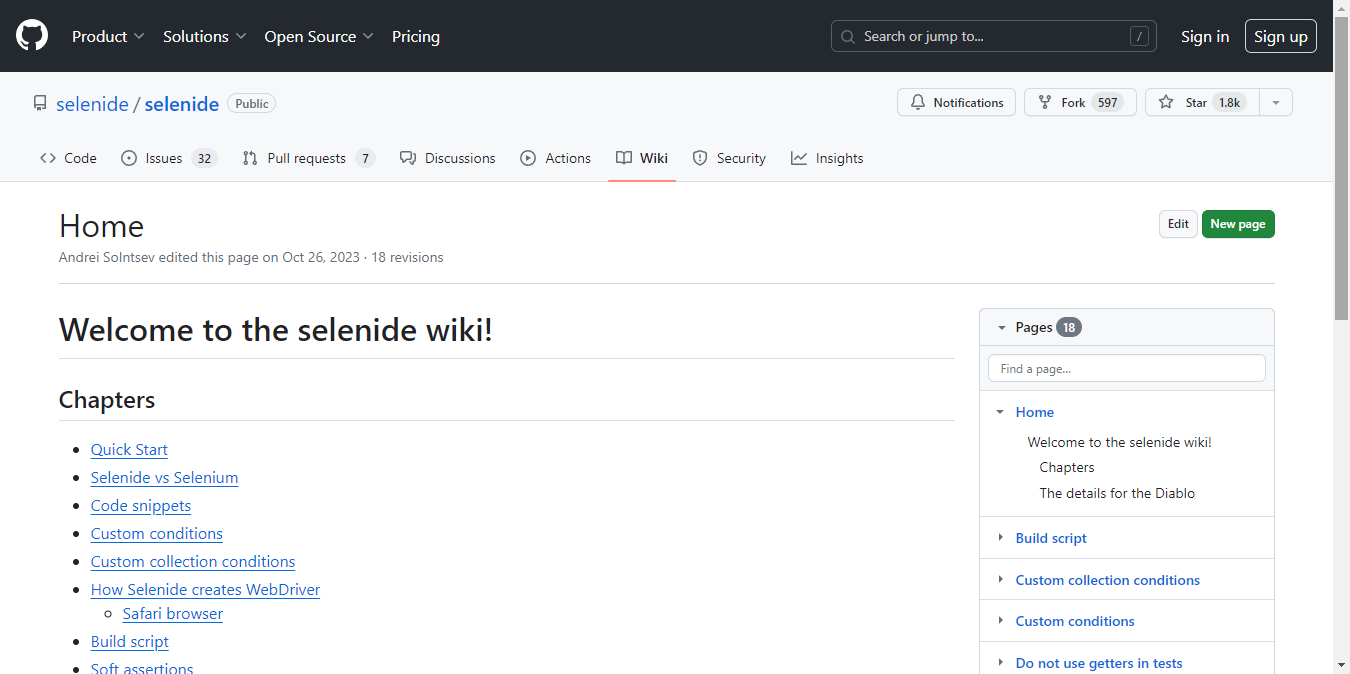 Product Solutions Open Source Pricing Search or jump to... / Sign in Sign up
selenide / selenide Public Notifications Fork 597 Star 1.8k
Code Issues 32 Pull requests 7 Discussions Actions Wiki Security Insights
Home Edit New page
Andrei Solntsev edited this page on Oct 26, 2023 · 18 revisions
Welcome to the selenide wiki!
Chapters
Quick Start
Selenide vs Selenium
Code snippets
Custom conditions
Custom collection conditions
How Selenide creates WebDriver
Safari browser
Build script
Soft assertions
Pages 18
Find a page...
Home
Welcome to the selenide wiki!
Chapters
The details for the Diablo
Build script
Custom collection conditions
Custom conditions
Do not use getters in tests